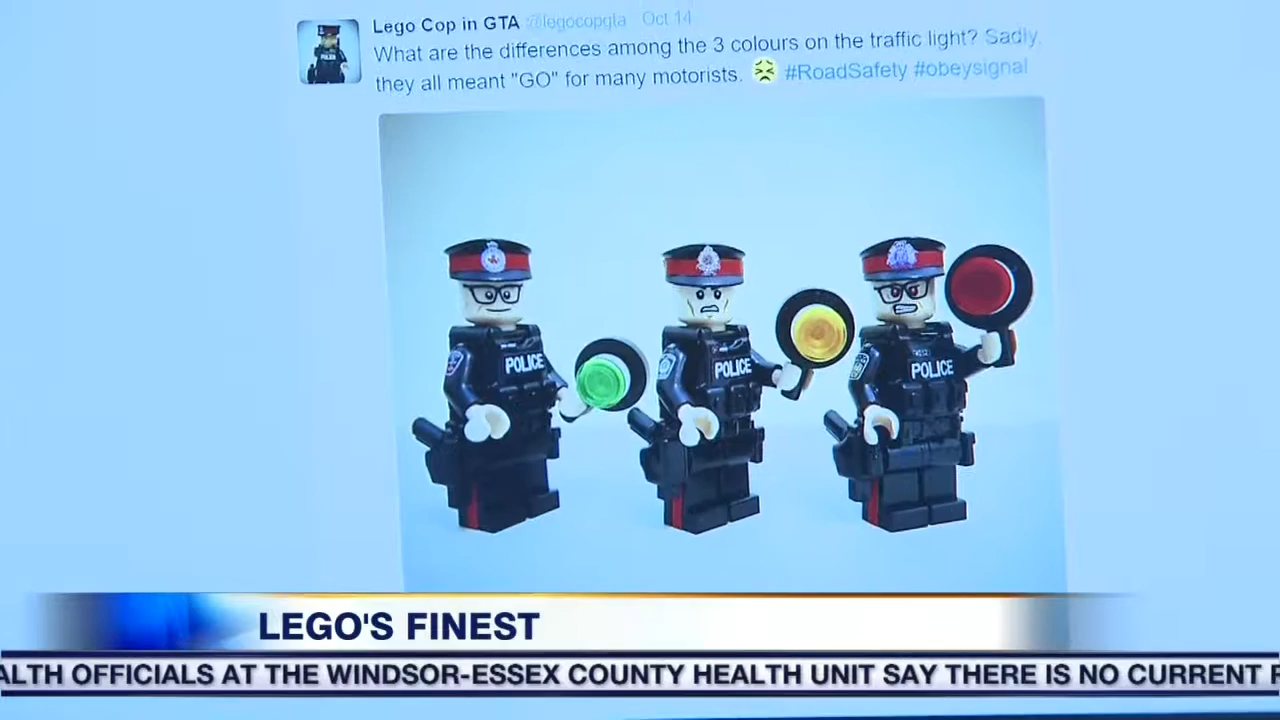 Lego Cop in GTA @legocopgta · Oct 14
What are the differences among the 3 colours on the traffic light? Sadly,
they all meant "GO" for many motorists. #RoadSafety #obeysignal
POLICE
POLICE
POLICE
LEGO'S FINEST
ALTH OFFICIALS AT THE WINDSOR-ESSEX COUNTY HEALTH UNIT SAY THERE IS NO CURRENT